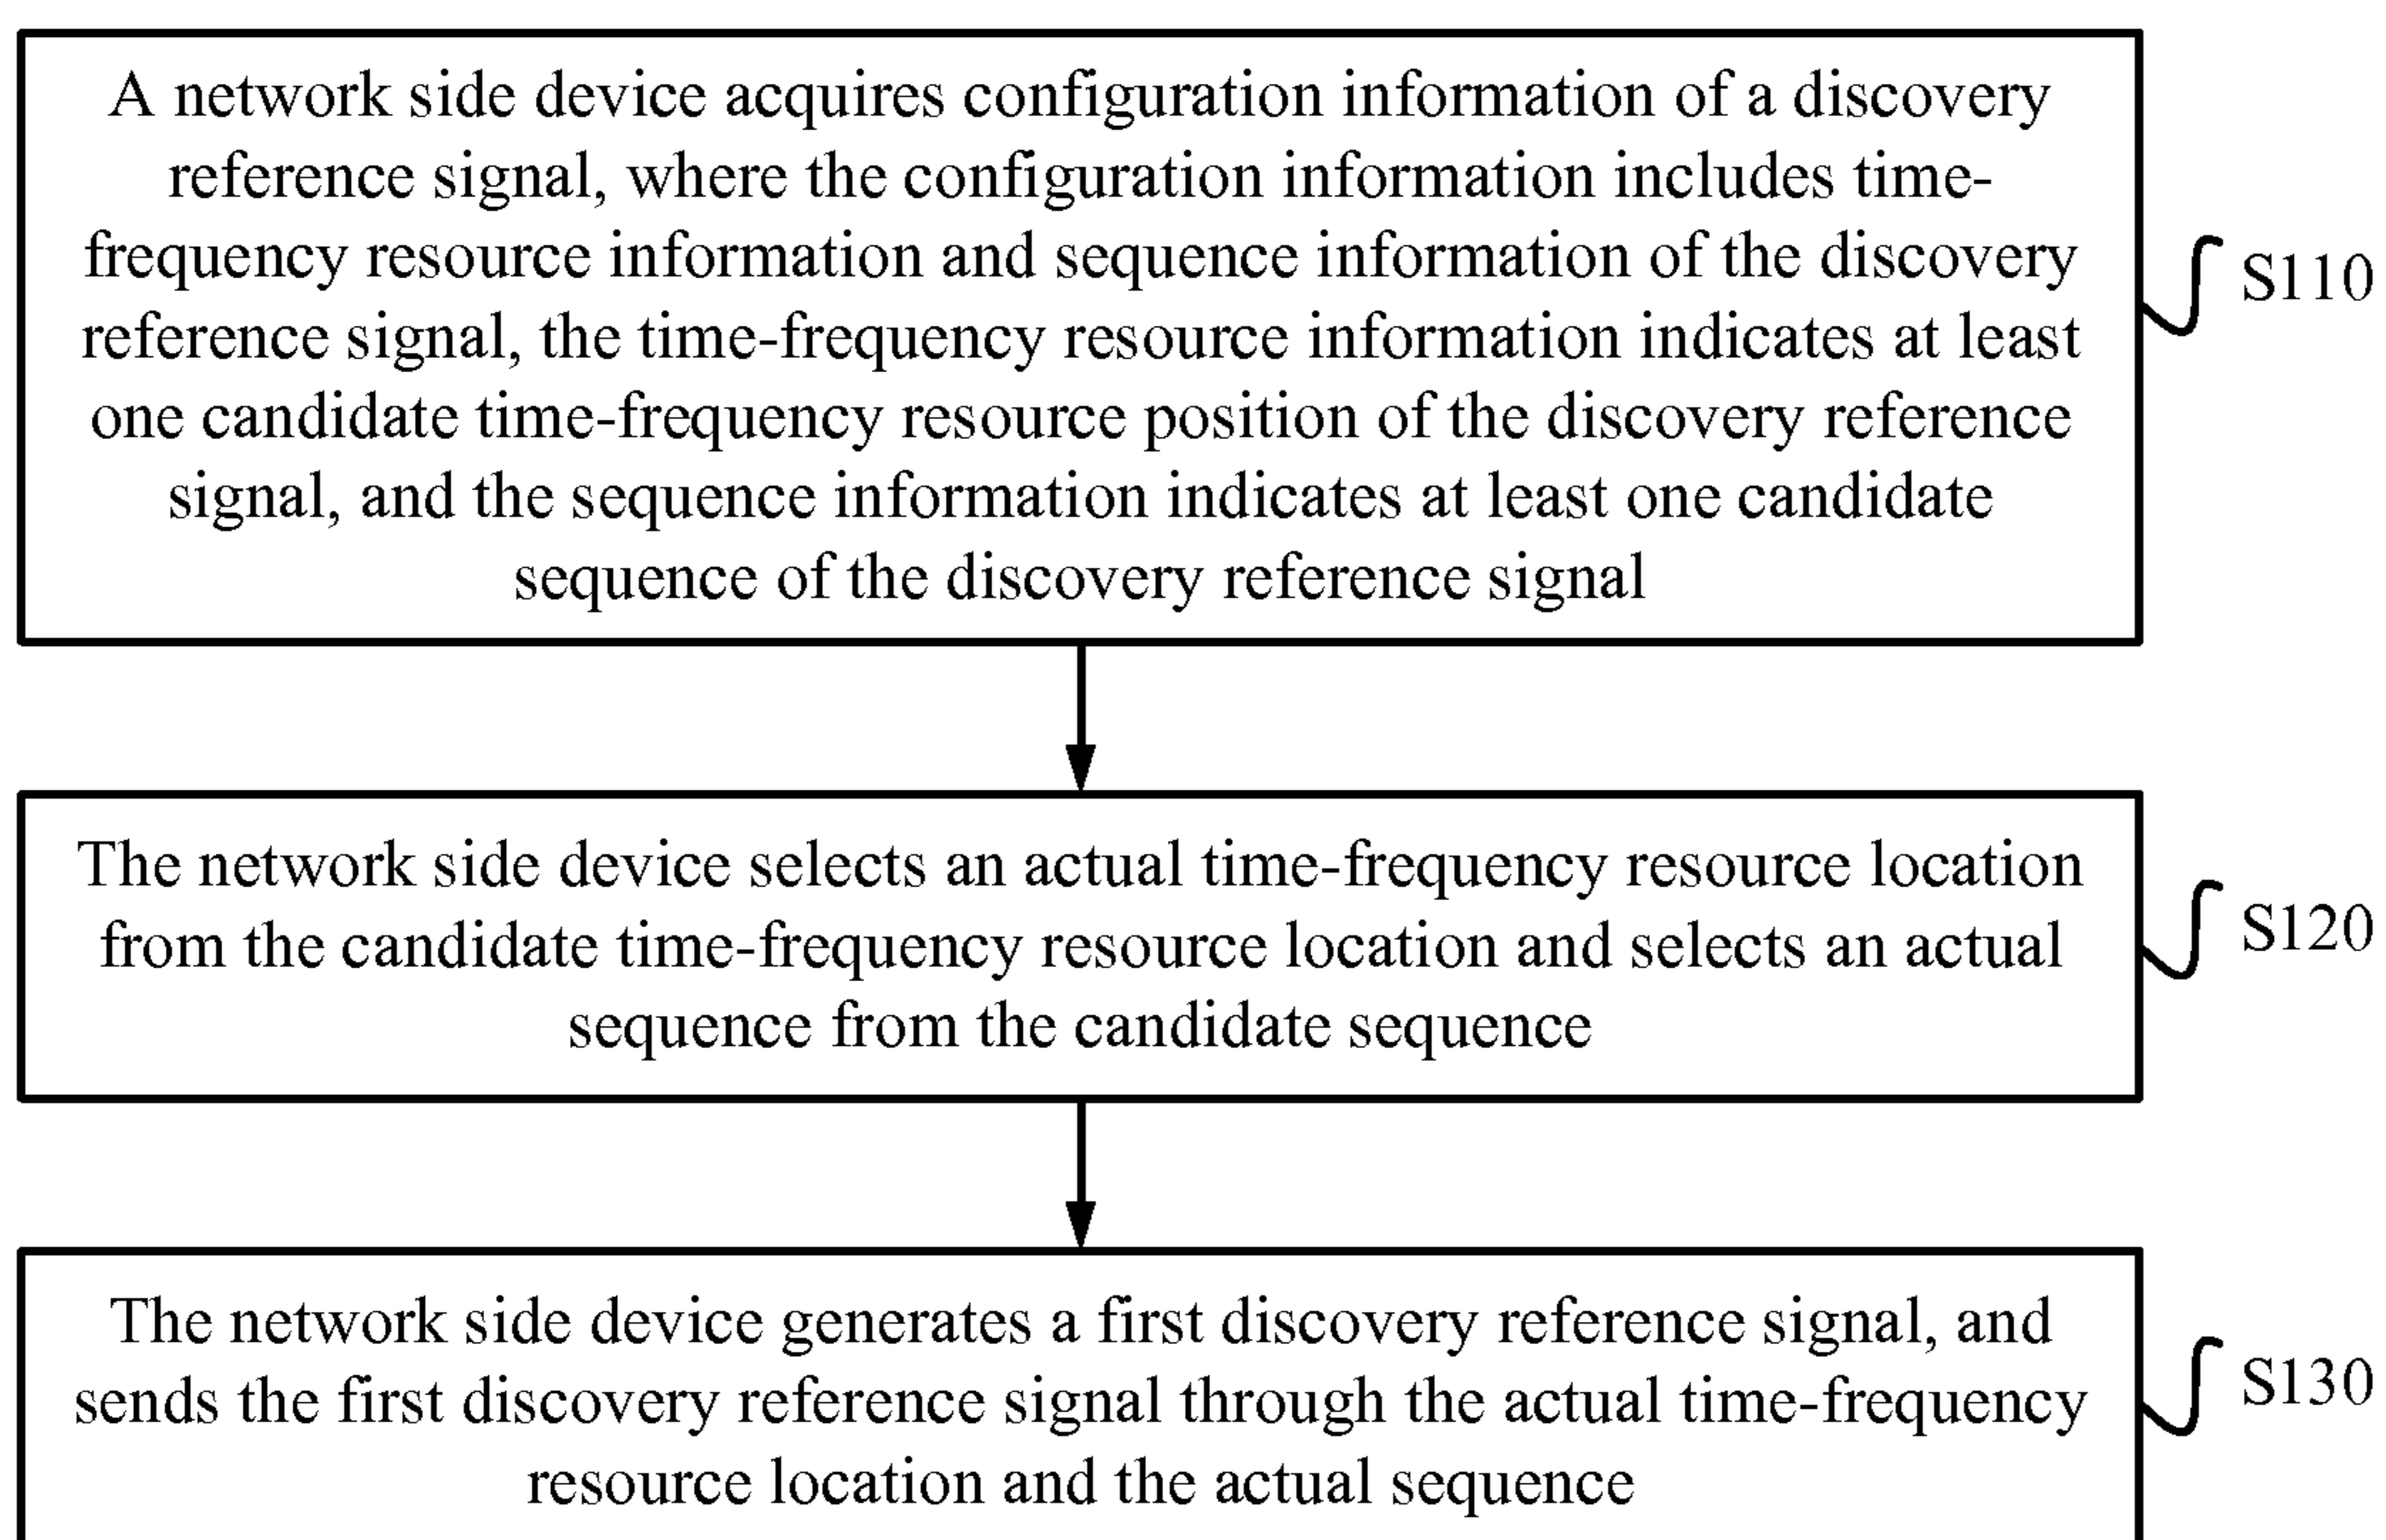 A network side device acquires configuration information of a discovery
reference signal, where the configuration information includes time-
frequency resource information and sequence information of the discovery
reference signal, the time-frequency resource information indicates at least
one candidate time-frequency resource position of the discovery reference
signal, and the sequence information indicates at least one candidate
sequence of the discovery reference signal
S110
The network side device selects an actual time-frequency resource location
from the candidate time-frequency resource location and selects an actual
sequence from the candidate sequence
S120
The network side device generates a first discovery reference signal, and
sends the first discovery reference signal through the actual time-frequency
resource location and the actual sequence
S130